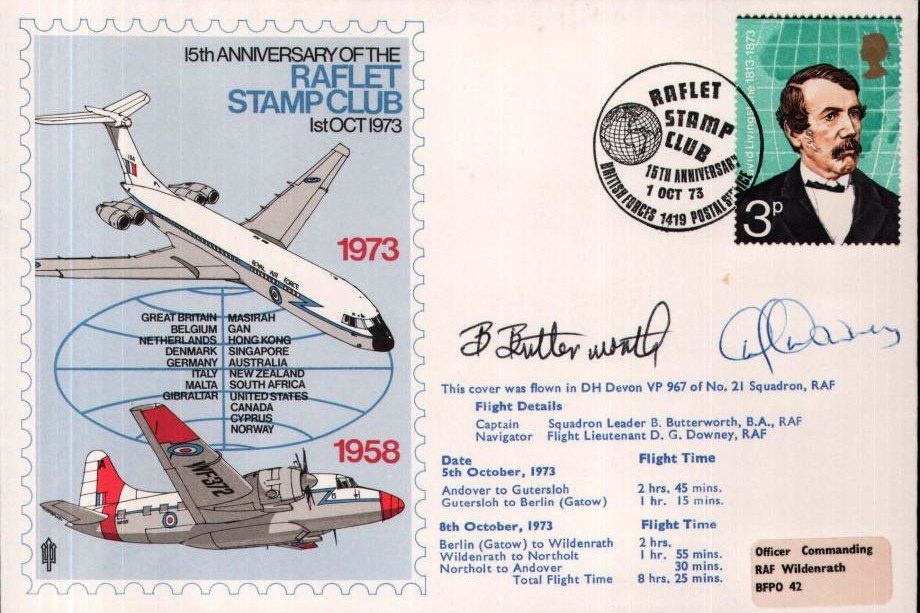 15th ANNIVERSARY OF THE
RAFLET
STAMP CLUB
1st OCT 1973
1973
ROYAL AIR FORCE
GREAT BRITAIN MASIRAH
BELGIUM GAN
NETHERLANDS HONG KONG
DENMARK SINGAPORE
GERMANY AUSTRALIA
ITALY NEW ZEALAND
MALTA SOUTH AFRICA
GIBRALTAR UNITED STATES
CANADA
CYPRUS
NORWAY
1958
WF372
RAFLET
STAMP
CLUB
15TH ANNIVERSARY
1 OCT 73
BRITISH FORCES 1419 POSTAL SERVICE
David Livingstone 1813-1873
3P
B Butterworth
This cover was flown in DH Devon VP 967 of No. 21 Squadron, RAF
Flight Details
Captain Squadron Leader B. Butterworth, B.A., RAF
Navigator Flight Lieutenant D. G. Downey, RAF
Date Flight Time
5th October, 1973
Andover to Gutersloh 2 hrs. 45 mins.
Gutersloh to Berlin (Gatow) 1 hr. 15 mins.
8th October, 1973 Flight Time
Berlin (Gatow) to Wildenrath 2 hrs.
Wildenrath to Northolt 1 hr. 55 mins.
Northolt to Andover 30 mins.
Total Flight Time 8 hrs. 25 mins.
Officer Commanding
RAF Wildenrath
BFPO 42